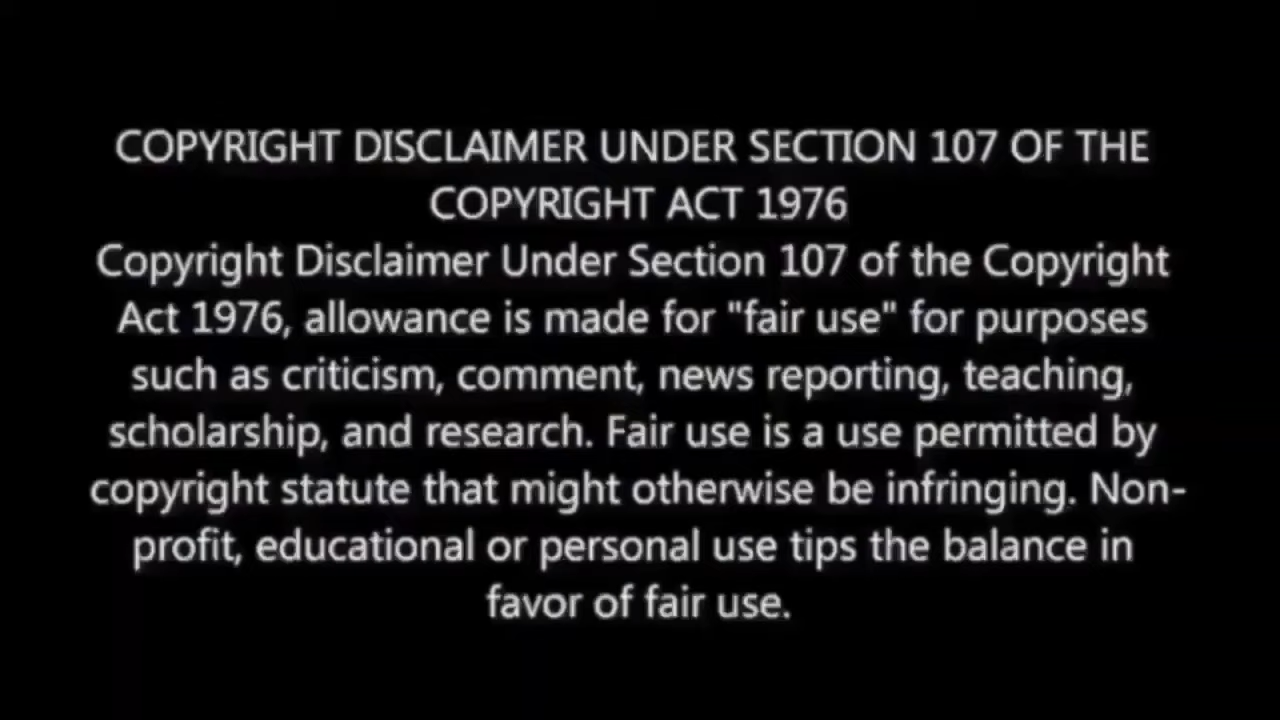 COPYRIGHT DISCLAIMER UNDER SECTION 107 OF THE
COPYRIGHT ACT 1976
Copyright Disclaimer Under Section 107 of the Copyright
Act 1976, allowance is made for "fair use" for purposes
such as criticism, comment, news reporting, teaching,
scholarship, and research. Fair use is a use permitted by
copyright statute that might otherwise be infringing. Non-
profit, educational or personal use tips the balance in
favor of fair use.